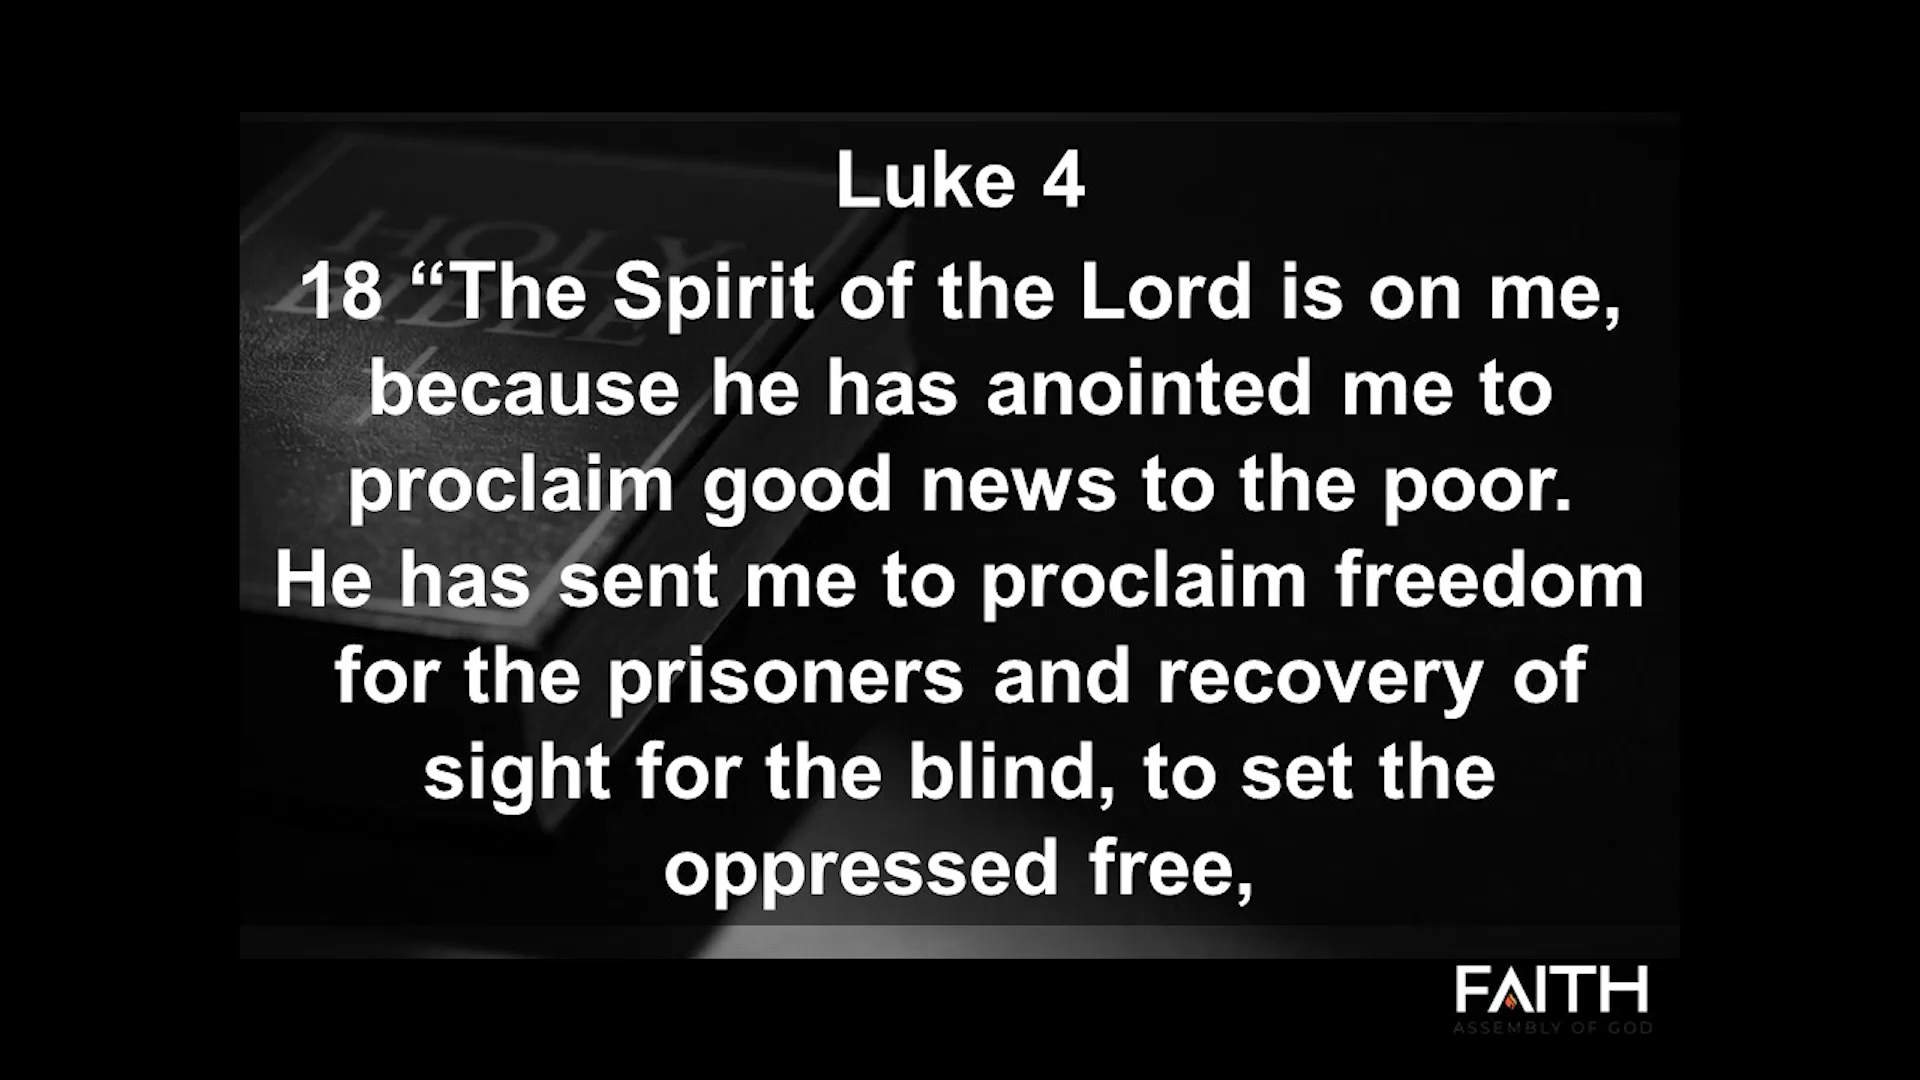 Luke 4
18 “The Spirit of the Lord is on me,
because he has anointed me to
proclaim good news to the poor.
He has sent me to proclaim freedom
for the prisoners and recovery of
sight for the blind, to set the
oppressed free,
HOLY
BIBLE
FAITH
ASSEMBLY OF GOD